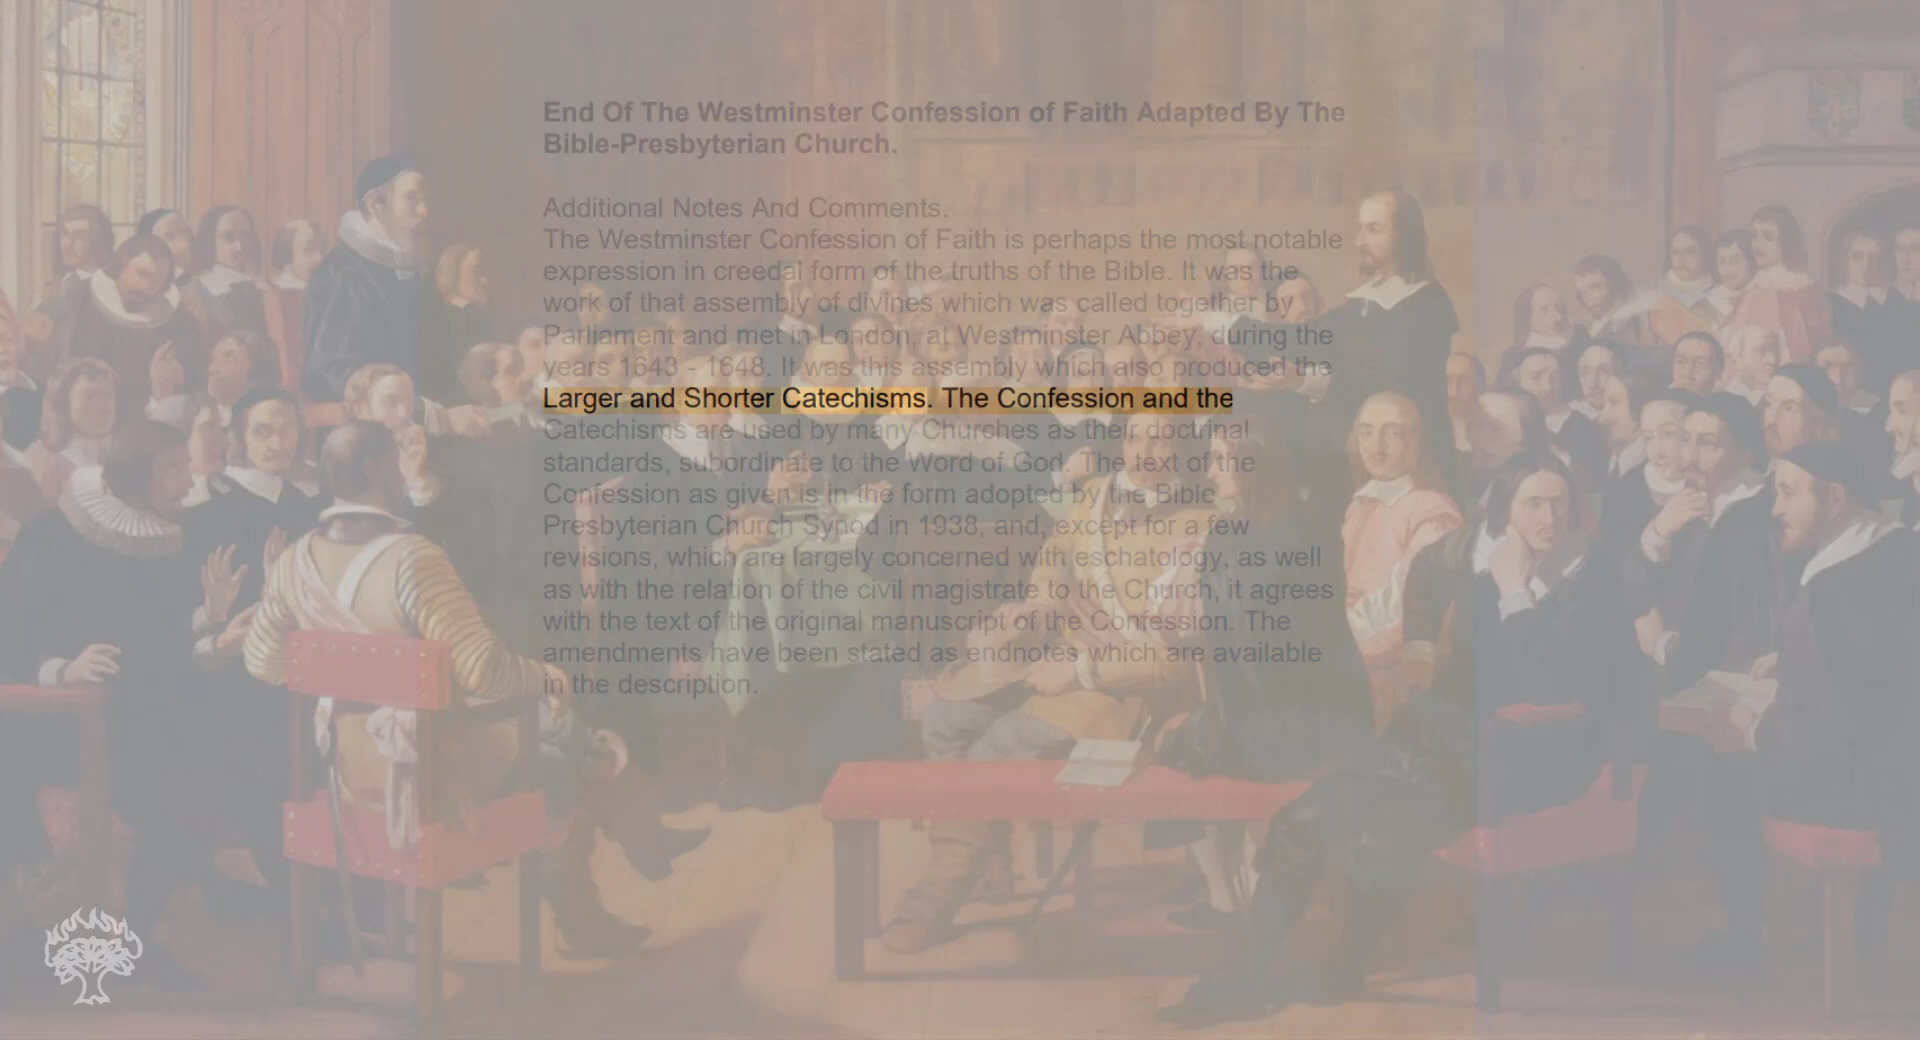 End Of The Westminster Confession of Faith Adapted By The
Bible-Presbyterian Church.
Additional Notes And Comments.
The Westminster Confession of Faith is perhaps the most notable
expression in creedal form of the truths of the Bible. It was the
work of that assembly of divines which was called together by
Parliament and met in London, at Westminster Abbey, during the
years 1643 - 1648. It was this assembly which also produced the
Larger and Shorter Catechisms. The Confession and the
Catechisms are used by many Churches as their doctrinal
standards, subordinate to the Word of God. The text of the
Confession as given is in the form adopted by the Bible
Presbyterian Church Synod in 1938, and, except for a few
revisions, which are largely concerned with eschatology, as well
as with the relation of the civil magistrate to the Church, it agrees
with the text of the original manuscript of the Confession. The
amendments have been stated as endnotes which are available
in the description.